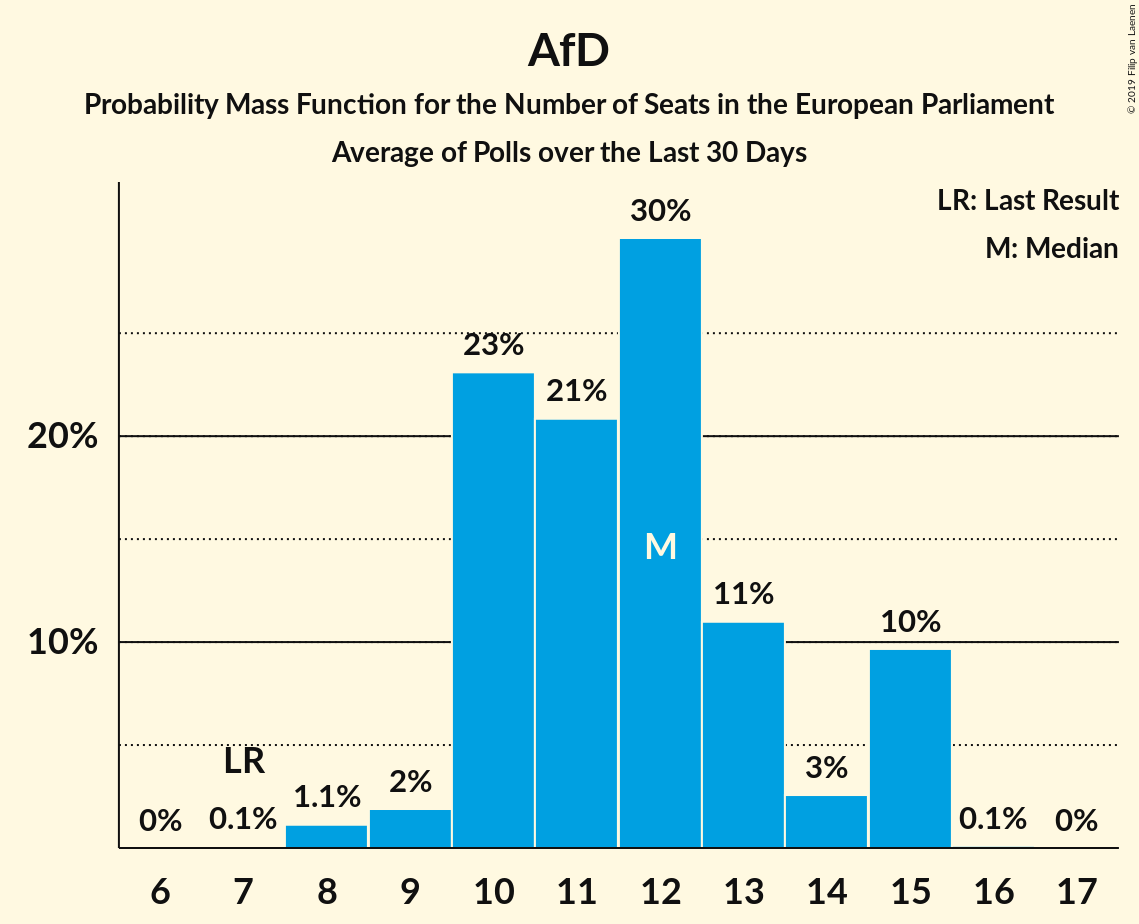 AfD
Probability Mass Function for the Number of Seats in the European Parliament
Average of Polls over the Last 30 Days
© 2019 Filip van Laenen
LR: Last Result
M: Median
30%
23%
21%
20%
M
11%
10%
10%
LR
3%
2%
1.1%
0%
0.1%
0.1%
0%
6 7 8 9 10 11 12 13 14 15 16 17